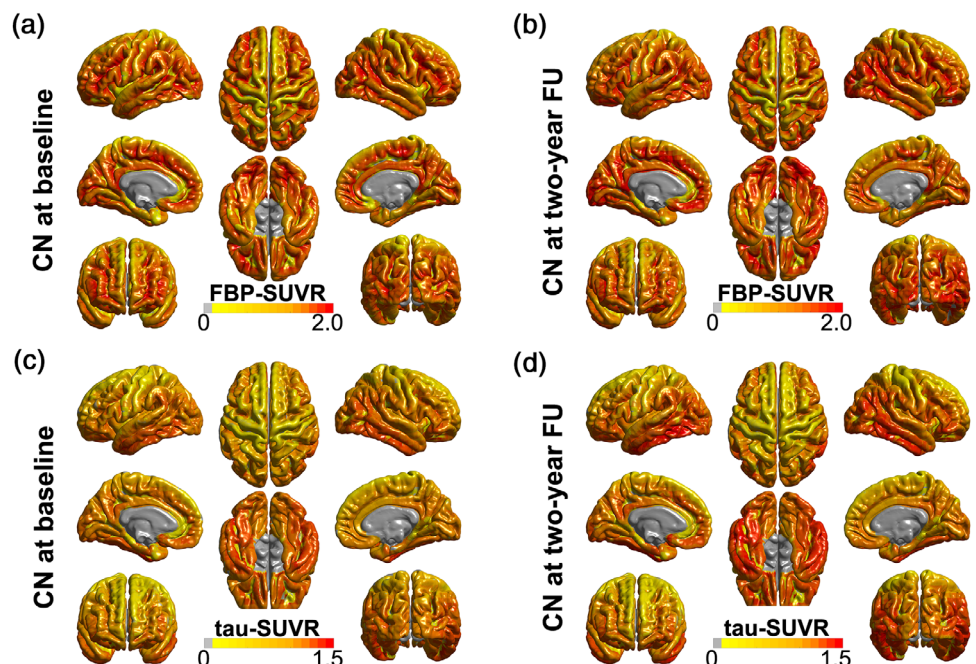 (a)
CN at baseline
FBP-SUVR
0
2.0
(b)
CN at two-year FU
FBP-SUVR
0
2.0
(c)
CN at baseline
tau-SUVR
0
1.5
(d)
CN at two-year FU
tau-SUVR
0
1.5